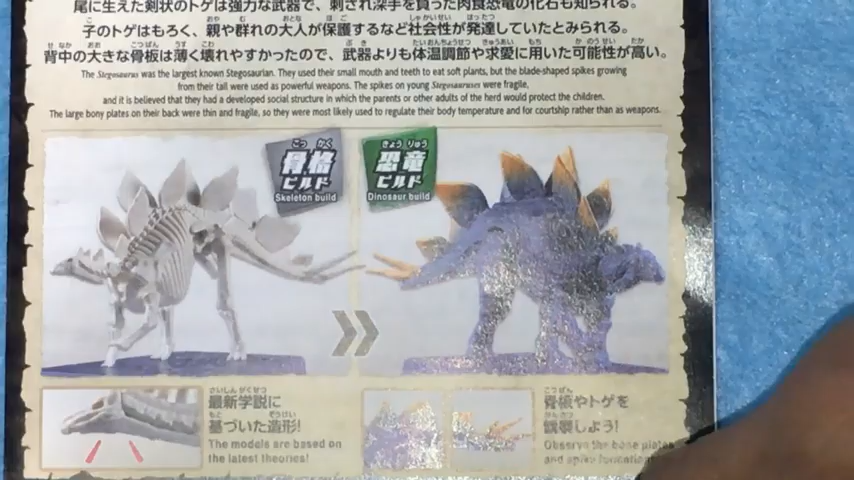 尾に生えた剣状のトゲは強力な武器で、刺され深手を負った肉食恐竜の化石も知られる。
子のトゲはもろく、親や群れの大人が保護するなど社会性が発達していたとみられる。
背中の大きな骨板は薄く壊れやすかったので、武器よりも体温調節や求愛に用いた可能性が高い。
The Stegosaurus was the largest known Stegosaurian. They used their small mouth and teeth to eat soft plants, but the blade-shaped spikes growing
from their tail were used as powerful weapons. The spikes on young Stegosauruses were fragile,
and it is believed that they had a developed social structure in which the parents or other adults of the herd would protect the children.
The large bony plates on their back were thin and fragile, so they were most likely used to regulate their body temperature and for courtship rather than as weapons.
骨格
ビルド
Skeleton build
恐竜
ビルド
Dinosaur build
最新学説に
基づいた造形!
The models are based on
the latest theories!
骨板やトゲを
観察しよう!
Observe the bone plates
and spike formation